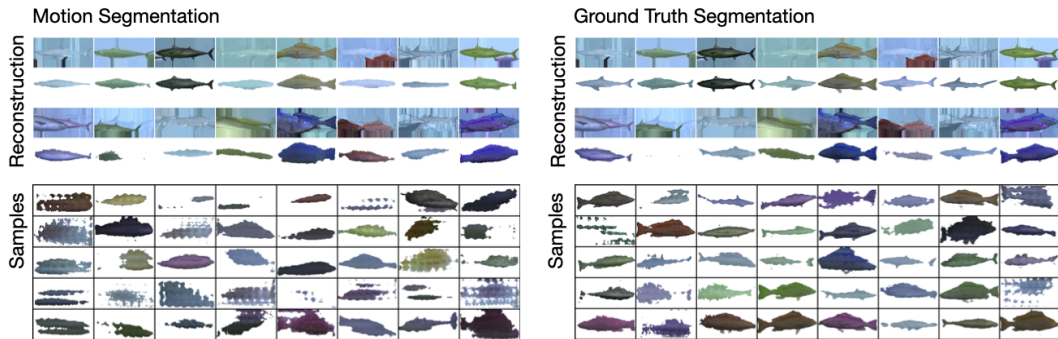 Motion Segmentation
Reconstruction
Samples
Ground Truth Segmentation
Reconstruction
Samples